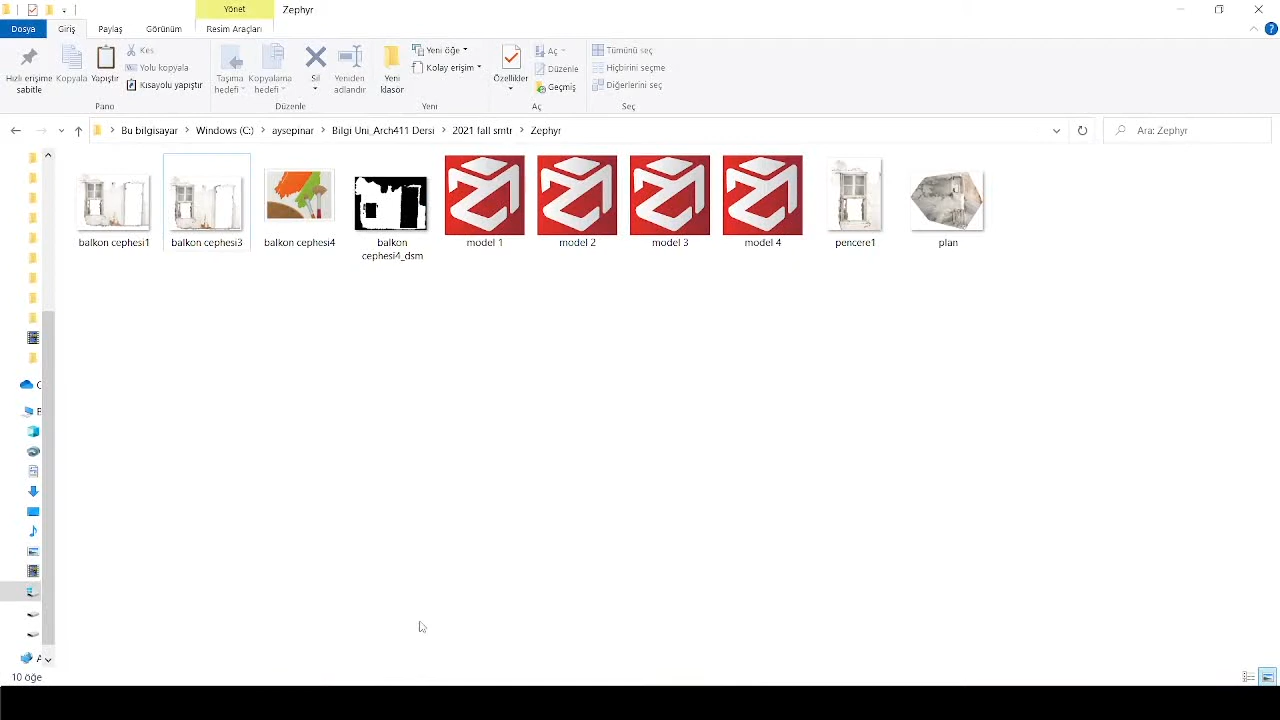 Yönet
Zephyr
Dosya
Giriş
Paylaş
Görünüm
Resim Araçları
Hızlı erişime
sabitle
Kopyala
Yapıştır
Kes
Yolu kopyala
Kısayolu yapıştır
Pano
Taşıma
hedefi
Kopyalama
hedefi
Sil
Yeniden
adlandır
Düzenle
Yeni
klasör
Yeni öğe
Kolay erişim
Yeni
Özellikler
Aç
Düzenle
Geçmiş
Aç
Tümünü seç
Hiçbirini seçme
Diğerlerini seç
Seç
Bu bilgisayar > Windows (C:) > aysepinar > Bilgi Uni_Arch411 Dersi > 2021 fall smtr > Zephyr
Ara: Zephyr
balkon cephesi1
balkon cephesi3
balkon cephesi4
balkon
cephesi4_dsm
model 1
model 2
model 3
model 4
pencere1
plan
10 öğe